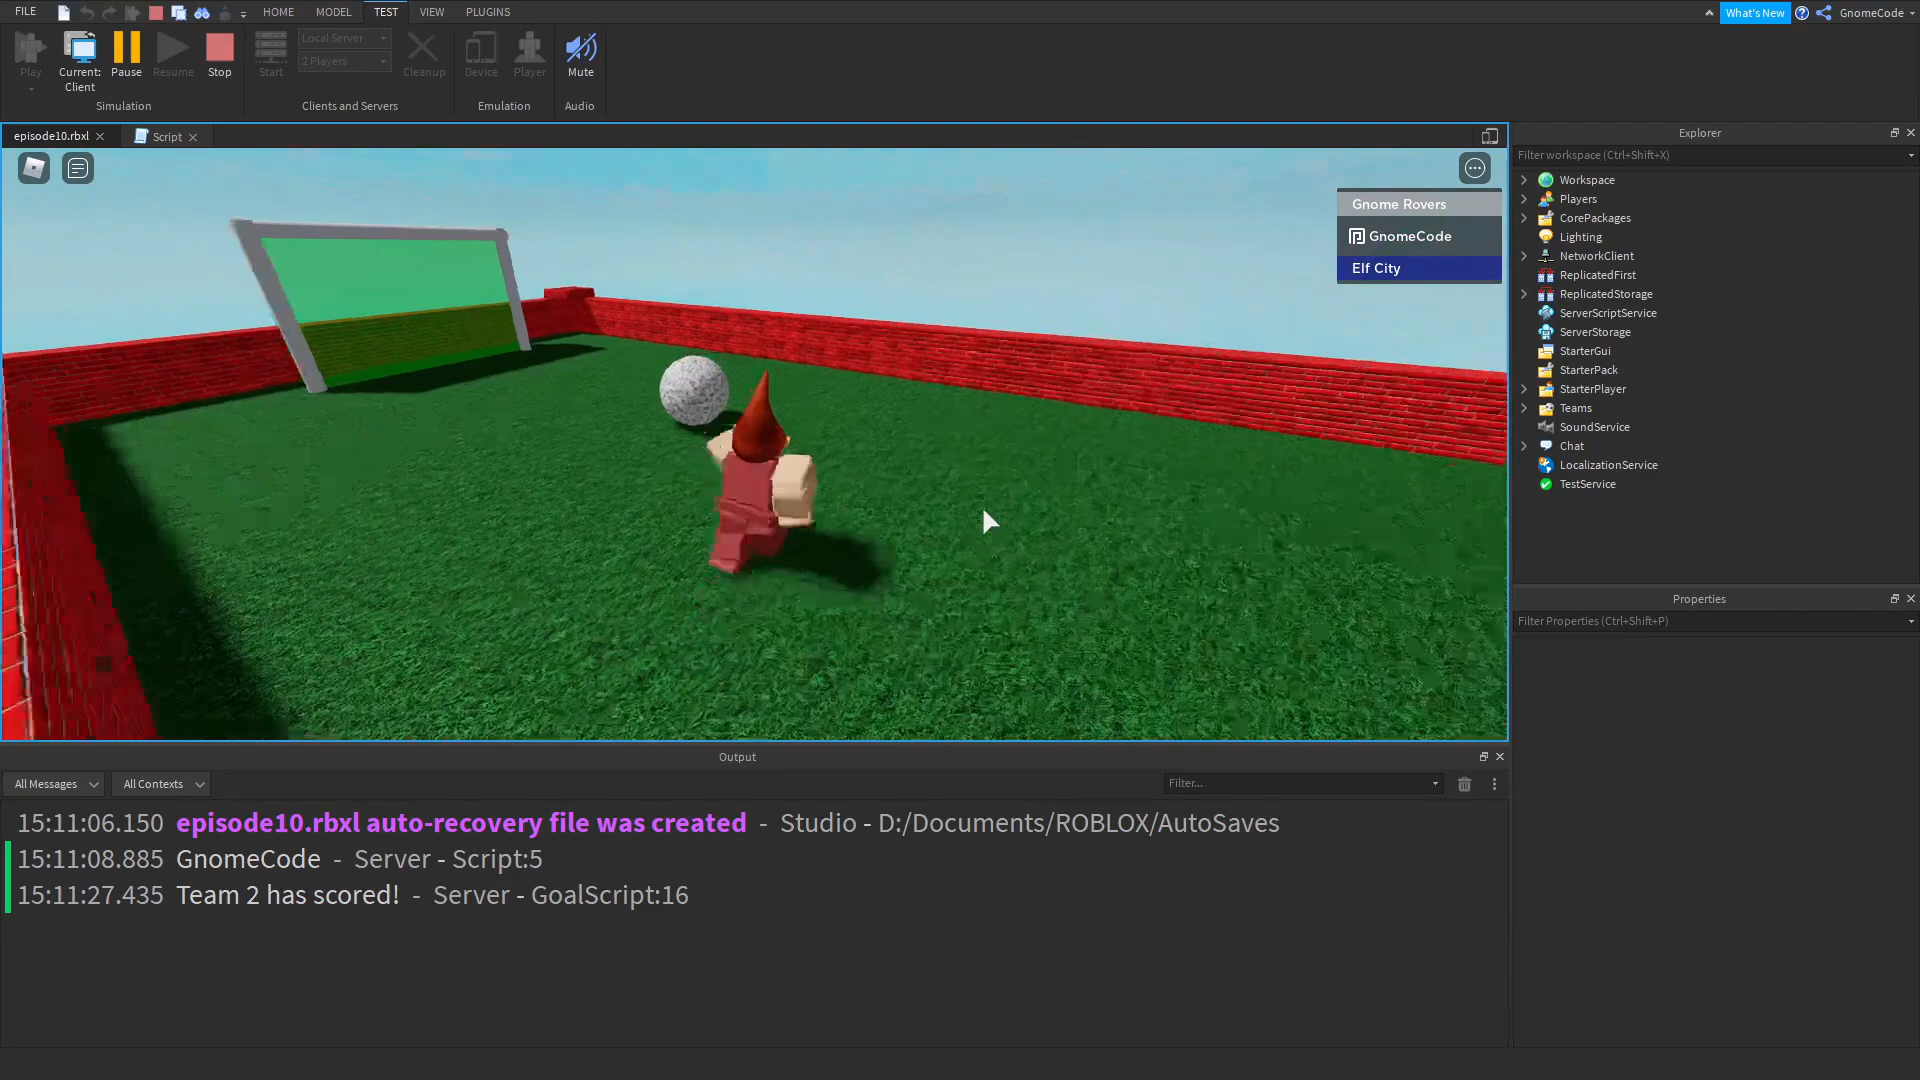 FILE HOME MODEL TEST VIEW PLUGINS What's New GnomeCode
Play Current: Client Pause Resume Stop Start Local Server 2 Players Cleanup Device Player Mute
Simulation Clients and Servers Emulation Audio
episode10.rbxl Script
Gnome Rovers
GnomeCode
Elf City
Explorer
Filter workspace (Ctrl+Shift+X)
Workspace
Players
CorePackages
Lighting
NetworkClient
ReplicatedFirst
ReplicatedStorage
ServerScriptService
ServerStorage
StarterGui
StarterPack
StarterPlayer
Teams
SoundService
Chat
LocalizationService
TestService
Properties
Filter Properties (Ctrl+Shift+P)
Output
All Messages All Contexts Filter...
15:11:06.150 episode10.rbxl auto-recovery file was created - Studio - D:/Documents/ROBLOX/AutoSaves
15:11:08.885 GnomeCode - Server - Script:5
15:11:27.435 Team 2 has scored! - Server - GoalScript:16